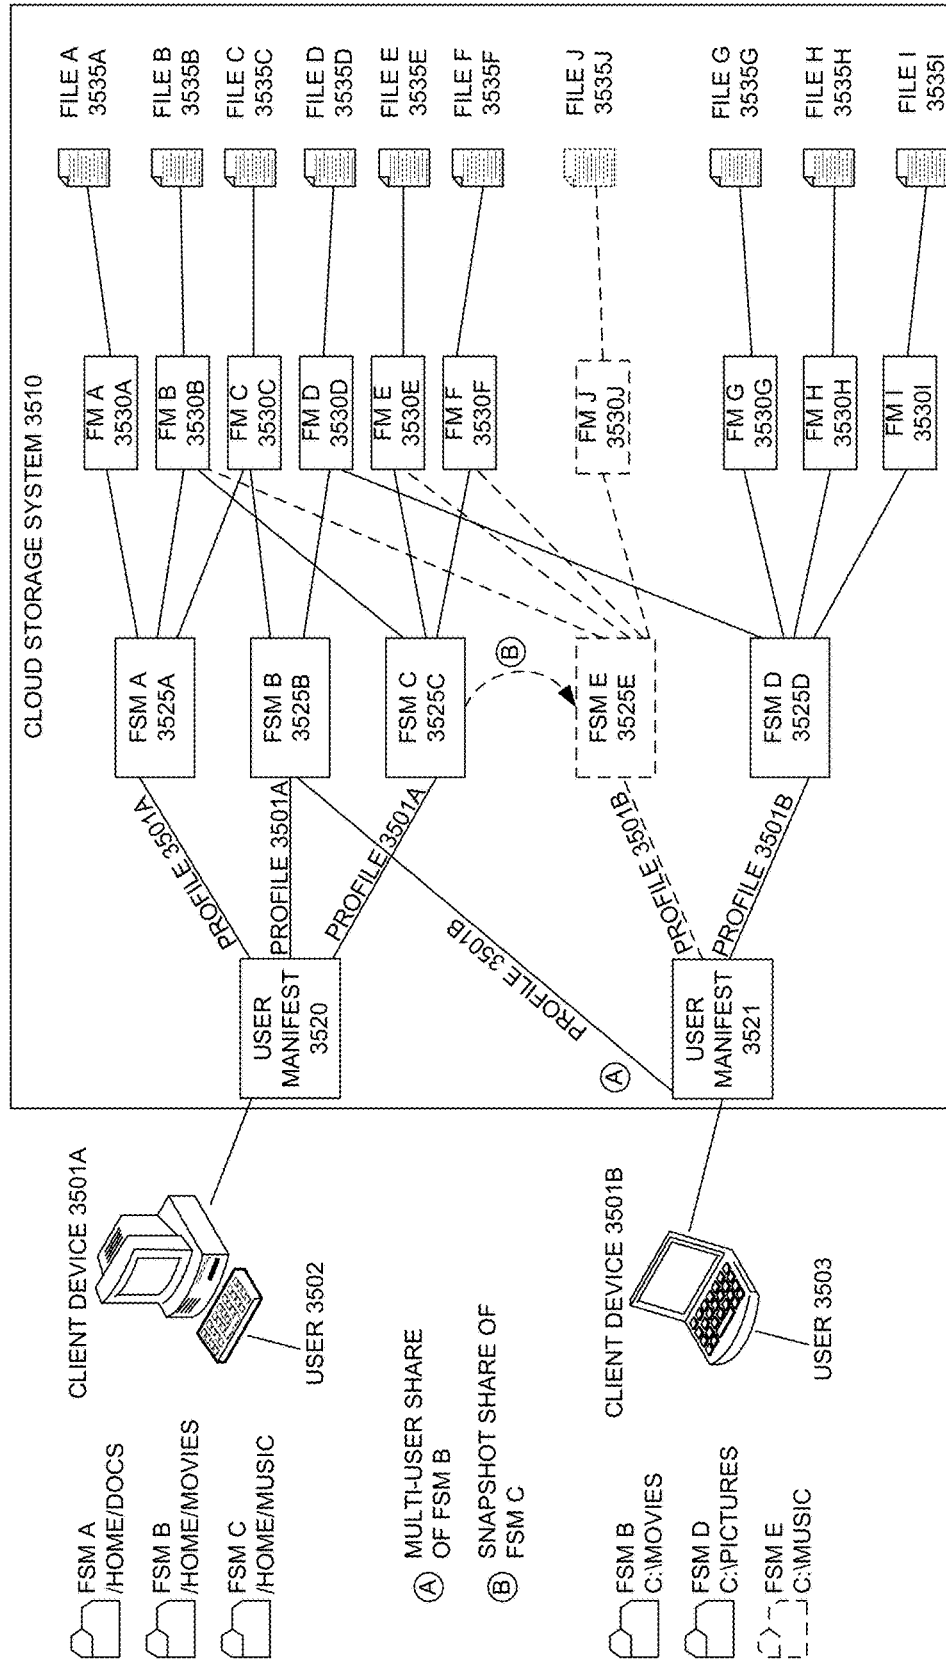 CLOUD STORAGE SYSTEM 3510
CLIENT DEVICE 3501A
USER 3502
FSM A
/HOME/DOCS
FSM B
/HOME/MOVIES
FSM C
/HOME/MUSIC
A
MULTI-USER SHARE
OF FSM B
B
SNAPSHOT SHARE OF
FSM C
CLIENT DEVICE 3501B
USER 3503
FSM B
C:\MOVIES
FSM D
C:\PICTURES
FSM E
C:\MUSIC
USER
MANIFEST
3520
USER
MANIFEST
3521
PROFILE 3501A
PROFILE 3501A
PROFILE 3501A
PROFILE 3501B
A
PROFILE 3501B
PROFILE 3501B
FSM A
3525A
FSM B
3525B
FSM C
3525C
B
FSM E
3525E
FSM D
3525D
FM A
3530A
FM B
3530B
FM C
3530C
FM D
3530D
FM E
3530E
FM F
3530F
FM J
3530J
FM G
3530G
FM H
3530H
FM I
3530I
FILE A
3535A
FILE B
3535B
FILE C
3535C
FILE D
3535D
FILE E
3535E
FILE F
3535F
FILE J
3535J
FILE G
3535G
FILE H
3535H
FILE I
3535I